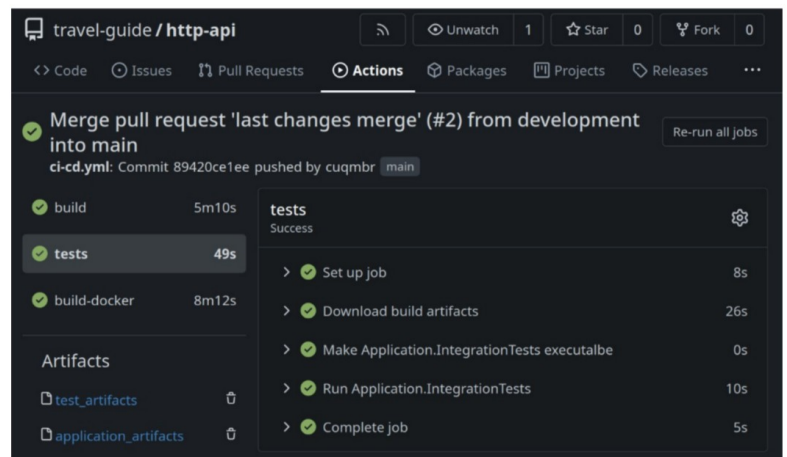 travel-guide / http-api
Unwatch 1
Star 0
Fork 0
<> Code
Issues
Pull Requests
Actions
Packages
Projects
Releases
...
Merge pull request 'last changes merge' (#2) from development
into main
ci-cd.yml: Commit 89420ce1ee pushed by cuqmbr main
Re-run all jobs
build 5m10s
tests 49s
build-docker 8m12s
Artifacts
test_artifacts
application_artifacts
tests
Success
Set up job 8s
Download build artifacts 26s
Make Application.IntegrationTests executalbe 0s
Run Application.IntegrationTests 10s
Complete job 5s